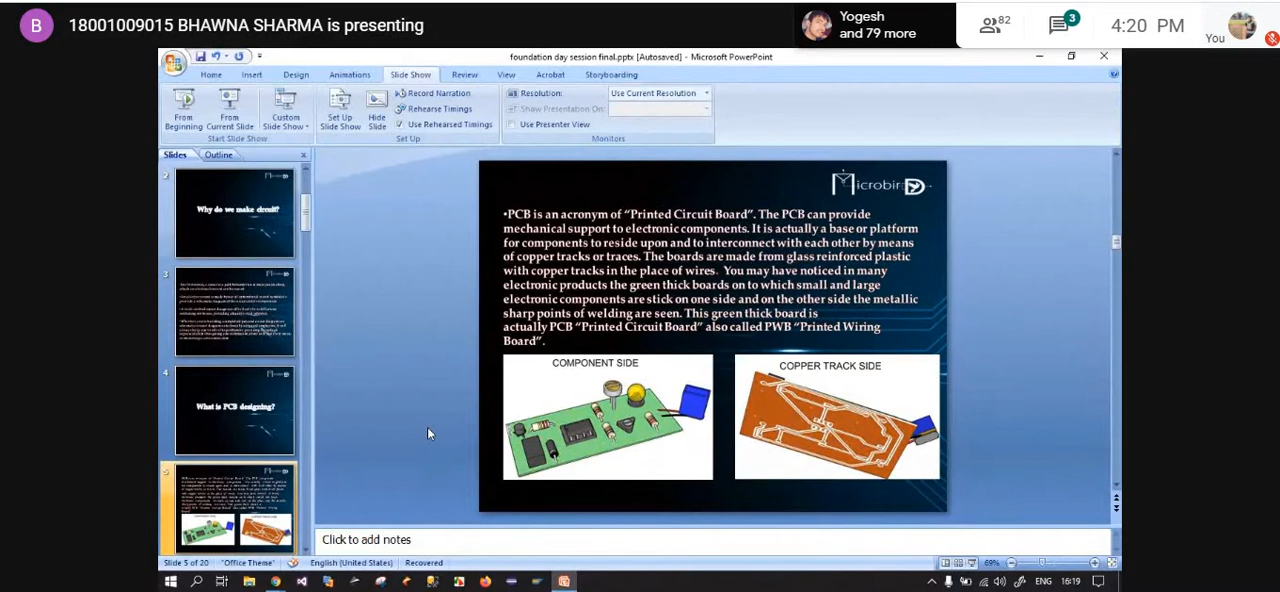 B
18001009015 BHAWNA SHARMA is presenting
Yogesh
and 79 more
82
3
4:20 PM
You
foundation day session final.pptx [Autosaved] - Microsoft PowerPoint
Home Insert Design Animations Slide Show Review View Acrobat Storyboarding
From Beginning
From Current Slide
Custom Slide Show
Start Slide Show
Set Up Slide Show
Hide Slide
Record Narration
Rehearse Timings
Use Rehearsed Timings
Set Up
Resolution: Use Current Resolution
Show Presentation On:
Use Presenter View
Monitors
Slides Outline
2
Why do we make circuit?
3
4
What is PCB designing?
5
Microbird
•PCB is an acronym of “Printed Circuit Board”. The PCB can provide
mechanical support to electronic components. It is actually a base or platform
for components to reside upon and to interconnect with each other by means
of copper tracks or traces. The boards are made from glass reinforced plastic
with copper tracks in the place of wires. You may have noticed in many
electronic products the green thick boards on to which small and large
electronic components are stick on one side and on the other side the metallic
sharp points of welding are seen. This green thick board is
actually PCB “Printed Circuit Board” also called PWB “Printed Wiring
Board”.
COMPONENT SIDE
COPPER TRACK SIDE
Click to add notes
Slide 5 of 20 "Office Theme" English (United States) Recovered
69%
ENG 16:19